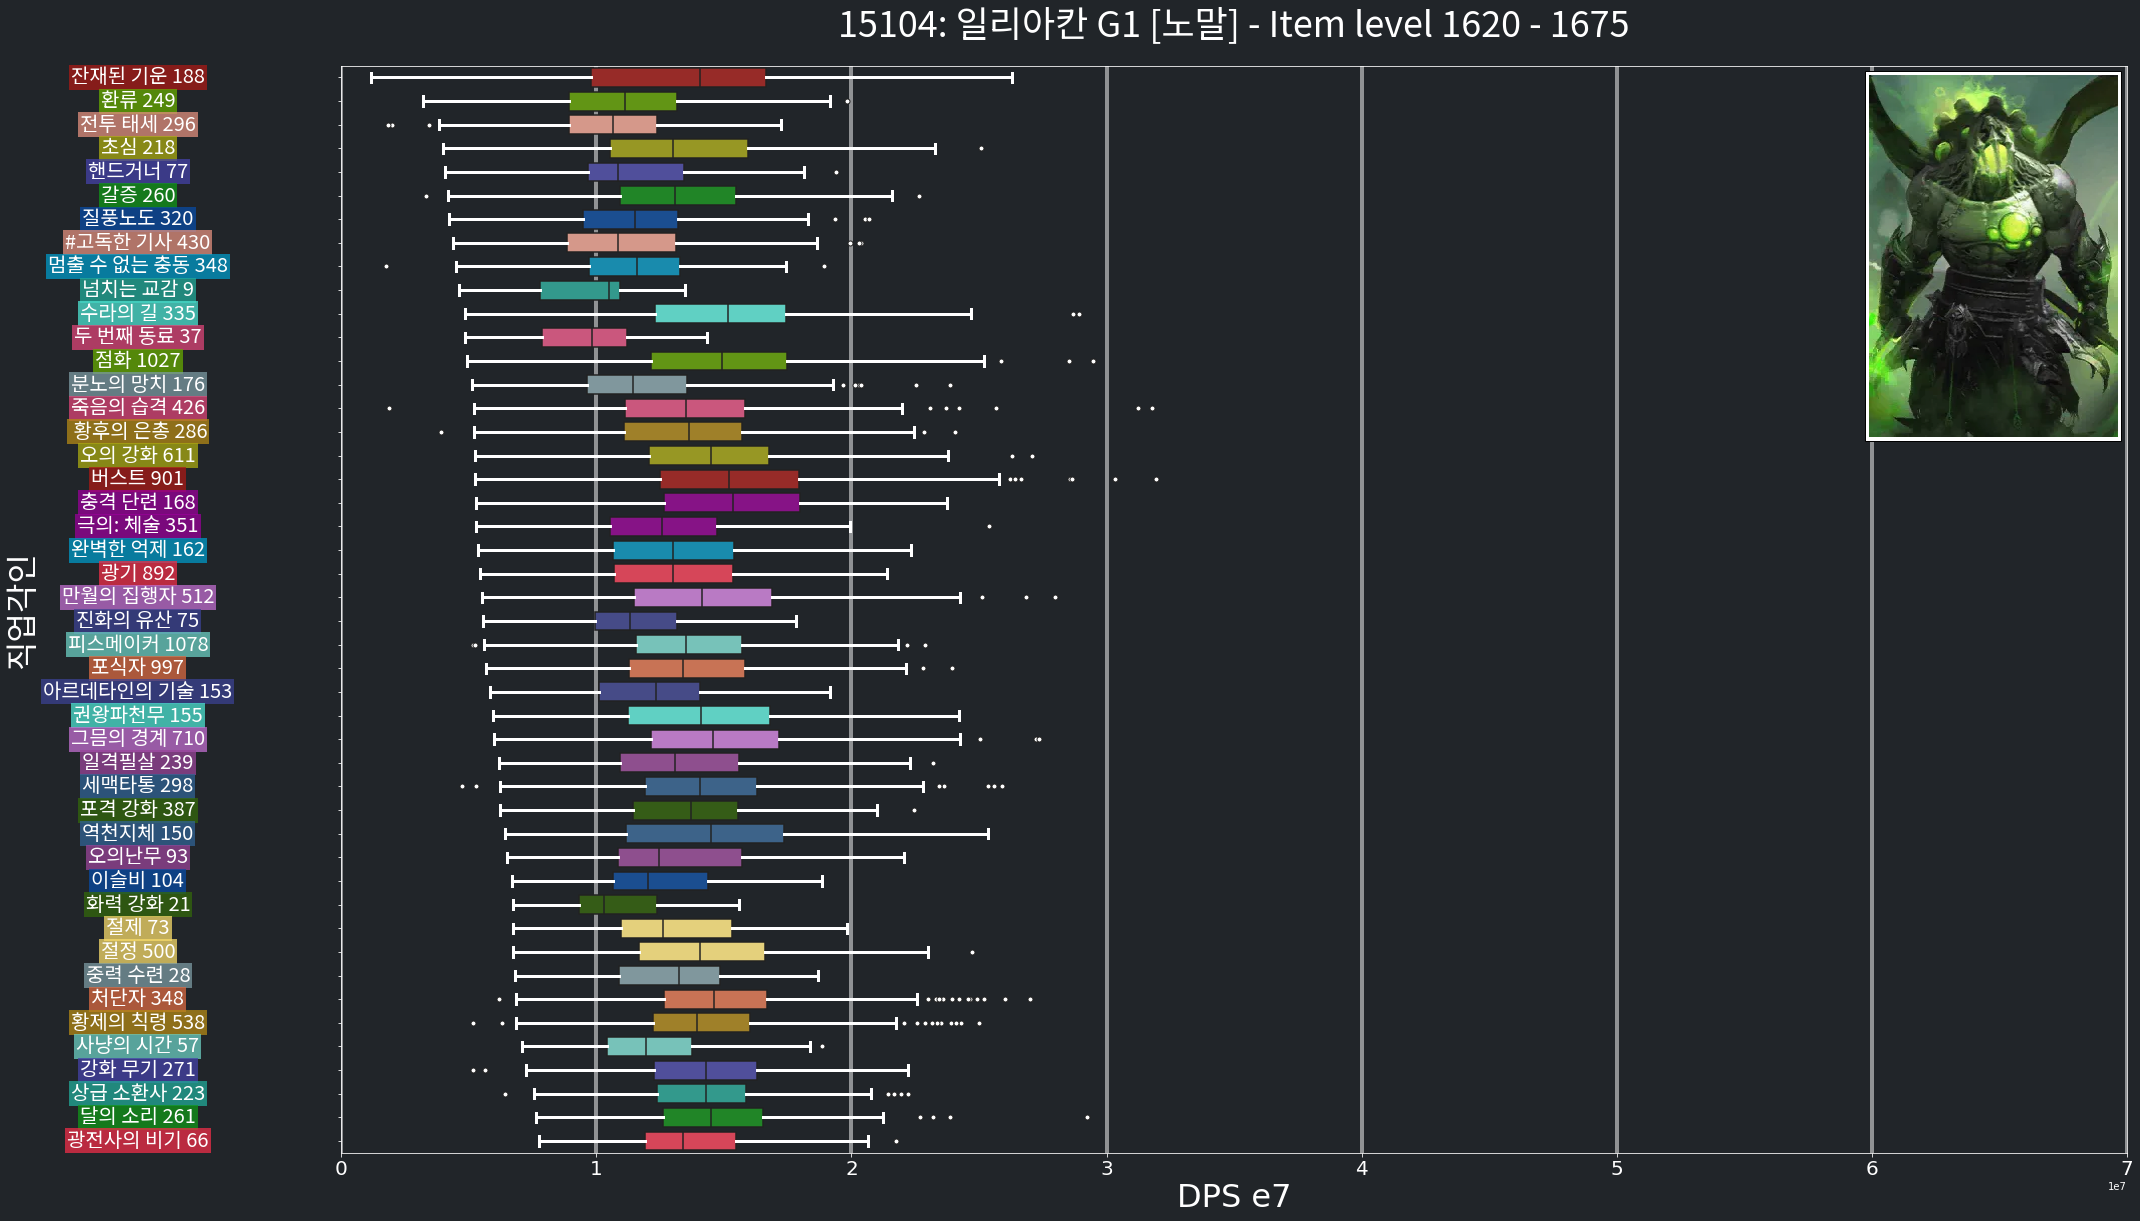 15104: 일리아칸 G1 [노말] - Item level 1620 - 1675
잔재된 기운 188
환류 249
전투 태세 296
초심 218
핸드거너 77
갈증 260
질풍노도 320
#고독한 기사 430
멈출 수 없는 충동 348
넘치는 교감 9
수라의 길 335
두 번째 동료 37
점화 1027
분노의 망치 176
죽음의 습격 426
황후의 은총 286
오의 강화 611
버스트 901
충격 단련 168
극의: 체술 351
완벽한 억제 162
광기 892
만월의 집행자 512
진화의 유산 75
피스메이커 1078
포식자 997
아르데타인의 기술 153
권왕파천무 155
그믐의 경계 710
일격필살 239
세맥타통 298
포격 강화 387
역천지체 150
오의난무 93
이슬비 104
화력 강화 21
절제 73
절정 500
중력 수련 28
처단자 348
황제의 칙령 538
사냥의 시간 57
강화 무기 271
상급 소환사 223
달의 소리 261
광전사의 비기 66
직업각인
0 1 2 3 4 5 6 7
DPS e7
1e7